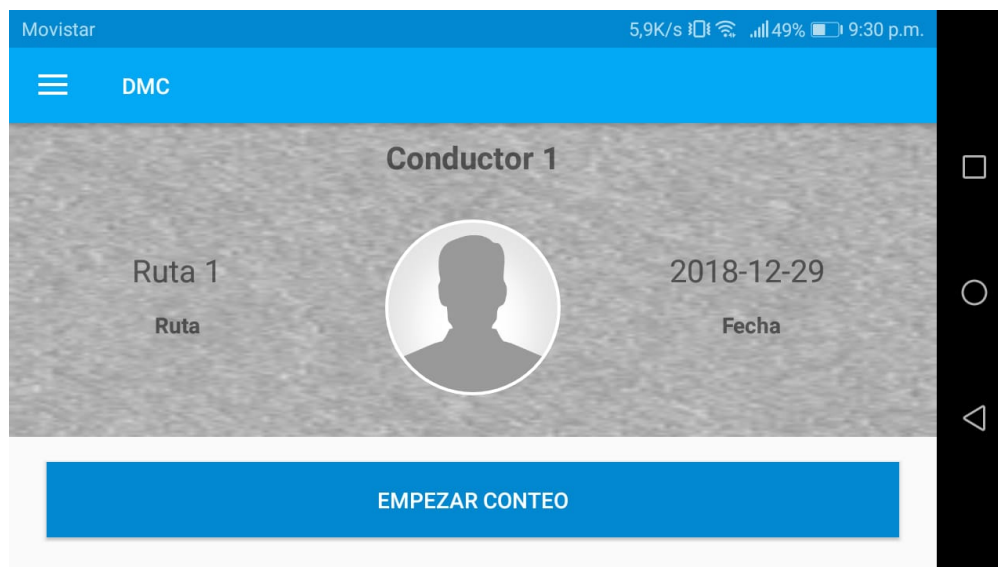 Movistar 5,9K/s 49% 9:30 p.m.
DMC
Conductor 1
Ruta 1 2018-12-29
Ruta Fecha
EMPEZAR CONTEO